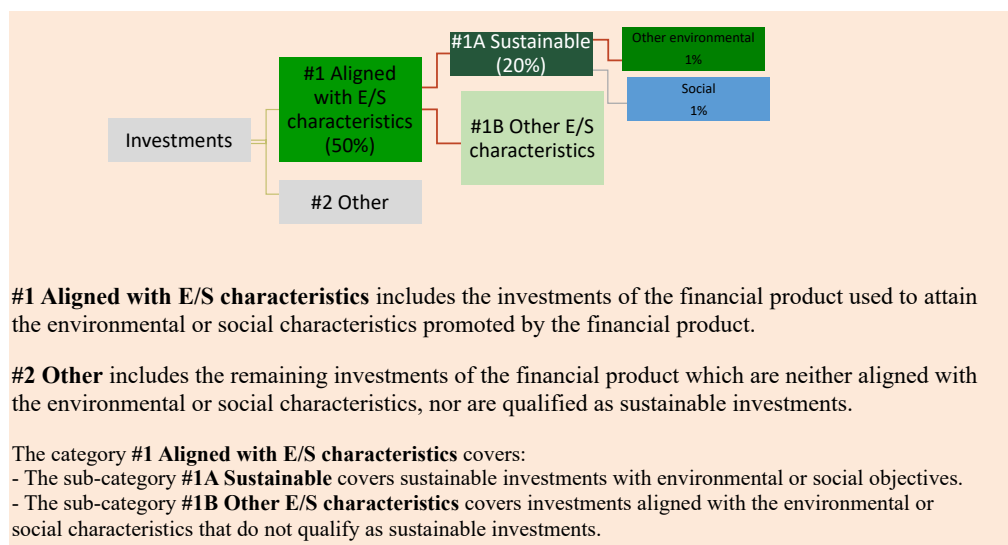 #1A Sustainable
(20%)
Other environmental
1%
Social
1%
#1 Aligned
with E/S
characteristics
(50%)
#1B Other E/S
characteristics
Investments
#2 Other
#1 Aligned with E/S characteristics includes the investments of the financial product used to attain
the environmental or social characteristics promoted by the financial product.
#2 Other includes the remaining investments of the financial product which are neither aligned with
the environmental or social characteristics, nor are qualified as sustainable investments.
The category #1 Aligned with E/S characteristics covers:
- The sub-category #1A Sustainable covers sustainable investments with environmental or social objectives.
- The sub-category #1B Other E/S characteristics covers investments aligned with the environmental or
social characteristics that do not qualify as sustainable investments.